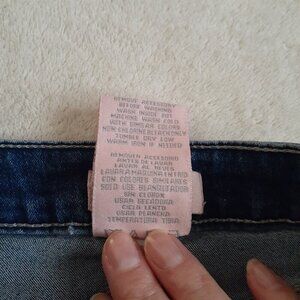 REMOVE ACCESSORY
BEFORE WASHING
WASH INSIDE OUT
MACHINE WASH COLD
WITH SIMILAR COLORS
NON-CHLORINE BLEACH ONLY
TUMBLE DRY LOW
WARM IRON IF NEEDED
REMOVER ACCESORIO
ANTES DE LAVAR
LAVAR AL REVES
LAVAR A MAQUINA FRIO
CON COLORES SIMILARES
SOLO USE BLANQUEADOR
SIN CLOROX
USAR SECADORA
CICLO LENTO
USAR PLANCHA
TEMPERATURA TIBIA